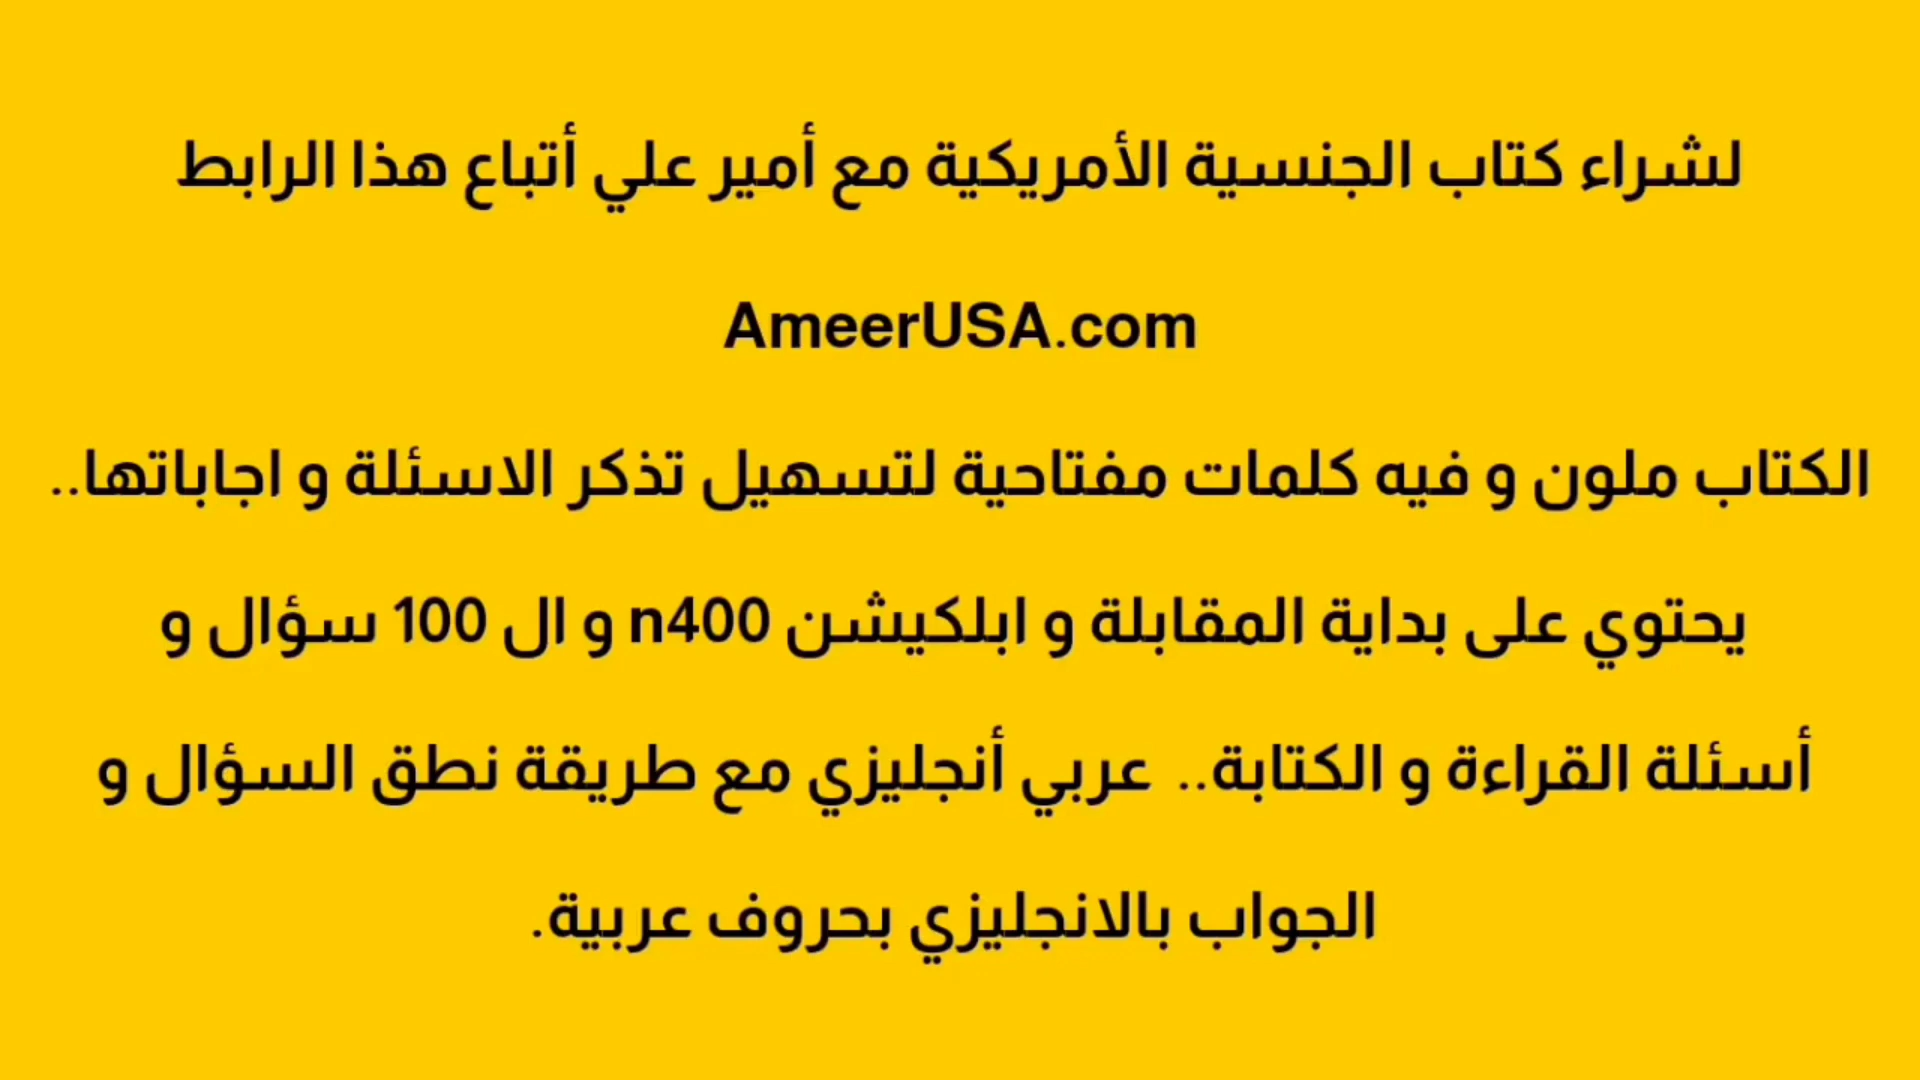 لشراء كتاب الجنسية الأمريكية مع أمير علي أتباع هذا الرابط
AmeerUSA.com
الكتاب ملون و فيه كلمات مفتاحية لتسهيل تذكر الاسئلة و اجاباتها..
يحتوي على بداية المقابلة و ابلكيشن n400 و ال 100 سؤال و
أسئلة القراءة و الكتابة.. عربي أنجليزي مع طريقة نطق السؤال و
الجواب بالانجليزي بحروف عربية.